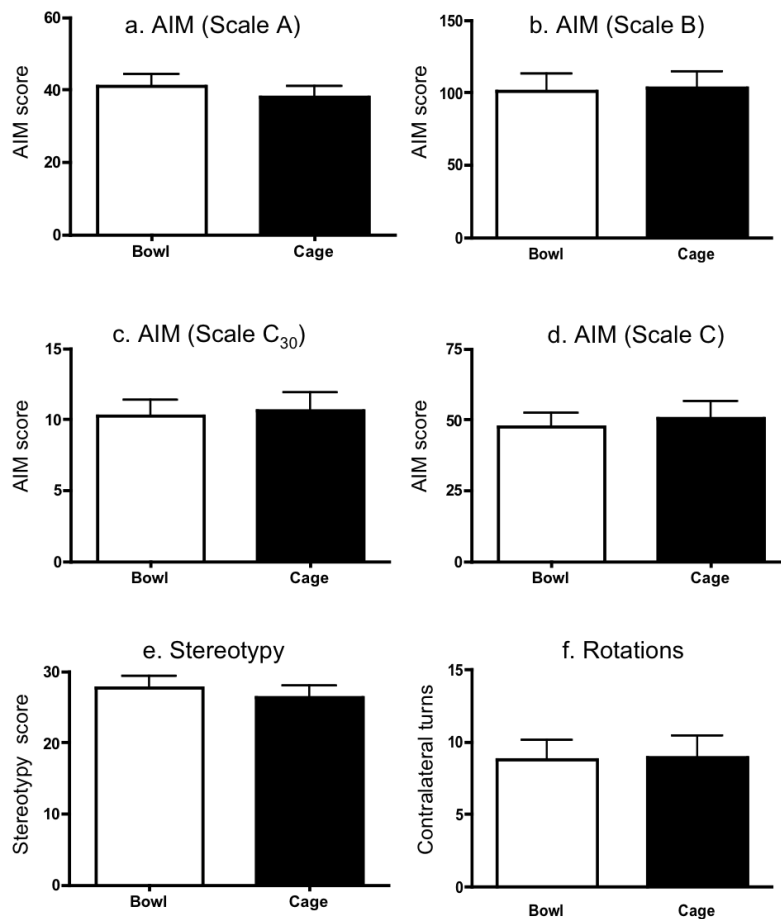 a. AIM (Scale A)
AIM score
60
40
20
0
Bowl
Cage
b. AIM (Scale B)
AIM score
150
100
50
0
Bowl
Cage
c. AIM (Scale C30)
AIM score
15
10
5
0
Bowl
Cage
d. AIM (Scale C)
AIM score
75
50
25
0
Bowl
Cage
e. Stereotypy
Stereotypy score
30
20
10
0
Bowl
Cage
f. Rotations
Contralateral turns
15
10
5
0
Bowl
Cage